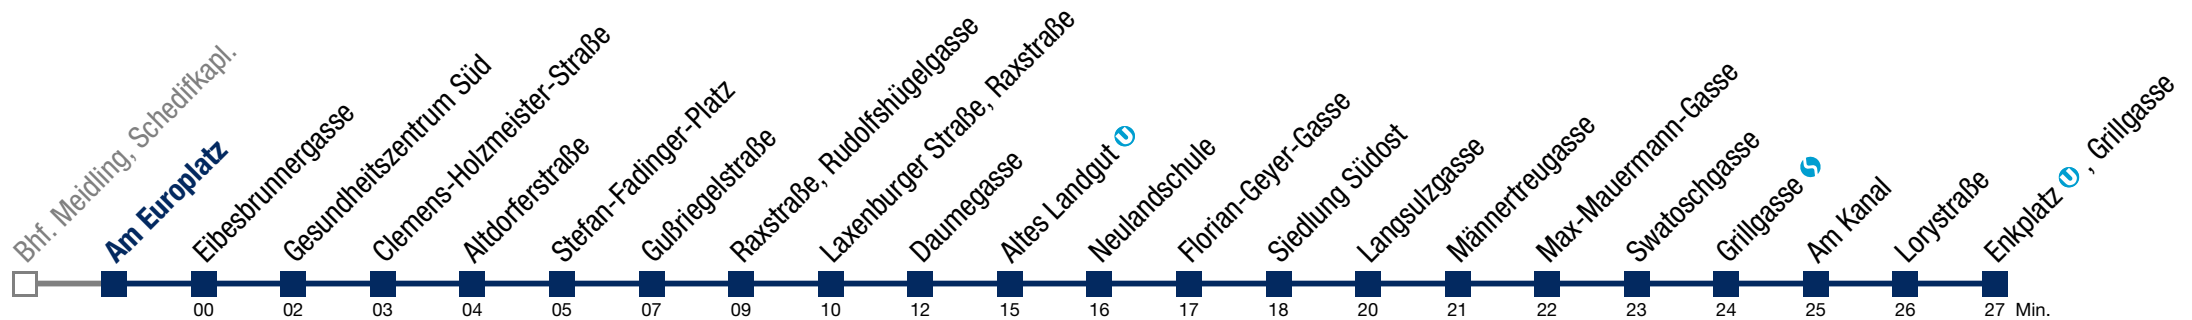 Bhf. Meidling, Schedifkapl.
Am Europlatz
Eibesbrunnergasse
Gesundheitszentrum Süd
Clemens-Holzmeister-Straße
Altdorferstraße
Stefan-Fadinger-Platz
Gußriegelstraße
Raxstraße, Rudolfshügelgasse
Laxenburger Straße, Raxstraße
Daumegasse
Altes Landgut U
Neulandschule
Florian-Geyer-Gasse
Siedlung Südost
Langsulzgasse
Männertreugasse
Max-Mauermann-Gasse
Swatoschgasse
Grillgasse S
Am Kanal
Lorystraße
Enkplatz U , Grillgasse
00 02 03 04 05 07 09 10 12 15 16 17 18 20 21 22 23 24 25 26 27 Min.